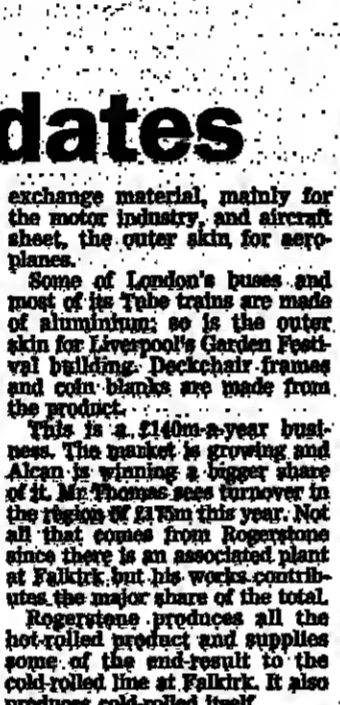 dates
exchange material, mainly for
the motor industry, and aircraft
sheet, the outer skin for aero-
planes.
Some of London's buses and
most of its Tube trains are made
of aluminium; so is the outer
skin for Liverpool's Garden Festi-
val building. Deckchair frames
and coin blanks are made from
the product.
This is a £140m-a-year busi-
ness. The market is growing and
Alcan is winning a bigger share
of it. Mr Thomas sees turnover in
the region of £175m this year. Not
all that comes from Rogerstone
since there is an associated plant
at Falkirk but his works contrib-
utes the major share of the total.
Rogerstone produces all the
hot-rolled product and supplies
some of the end-result to the
cold-rolled line at Falkirk. It also
produces cold-rolled itself